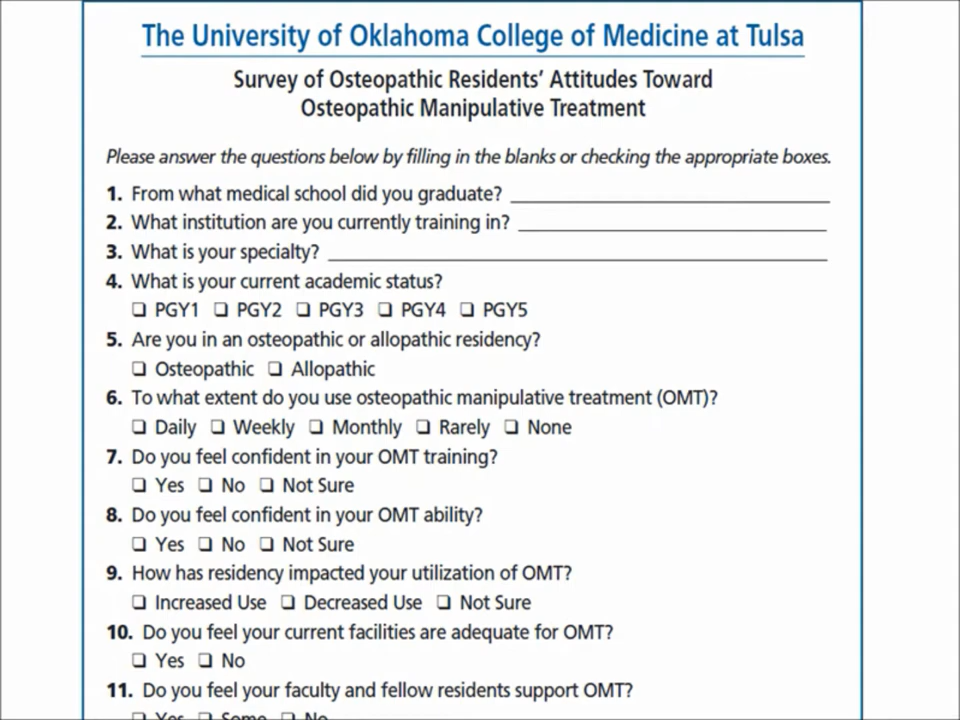 The University of Oklahoma College of Medicine at Tulsa
Survey of Osteopathic Residents’ Attitudes Toward
Osteopathic Manipulative Treatment
Please answer the questions below by filling in the blanks or checking the appropriate boxes.
1. From what medical school did you graduate? ______________________________
2. What institution are you currently training in? ______________________________
3. What is your specialty? ______________________________
4. What is your current academic status?
❏ PGY1 ❏ PGY2 ❏ PGY3 ❏ PGY4 ❏ PGY5
5. Are you in an osteopathic or allopathic residency?
❏ Osteopathic ❏ Allopathic
6. To what extent do you use osteopathic manipulative treatment (OMT)?
❏ Daily ❏ Weekly ❏ Monthly ❏ Rarely ❏ None
7. Do you feel confident in your OMT training?
❏ Yes ❏ No ❏ Not Sure
8. Do you feel confident in your OMT ability?
❏ Yes ❏ No ❏ Not Sure
9. How has residency impacted your utilization of OMT?
❏ Increased Use ❏ Decreased Use ❏ Not Sure
10. Do you feel your current facilities are adequate for OMT?
❏ Yes ❏ No
11. Do you feel your faculty and fellow residents support OMT?
❏ Yes ❏ Some ❏ No